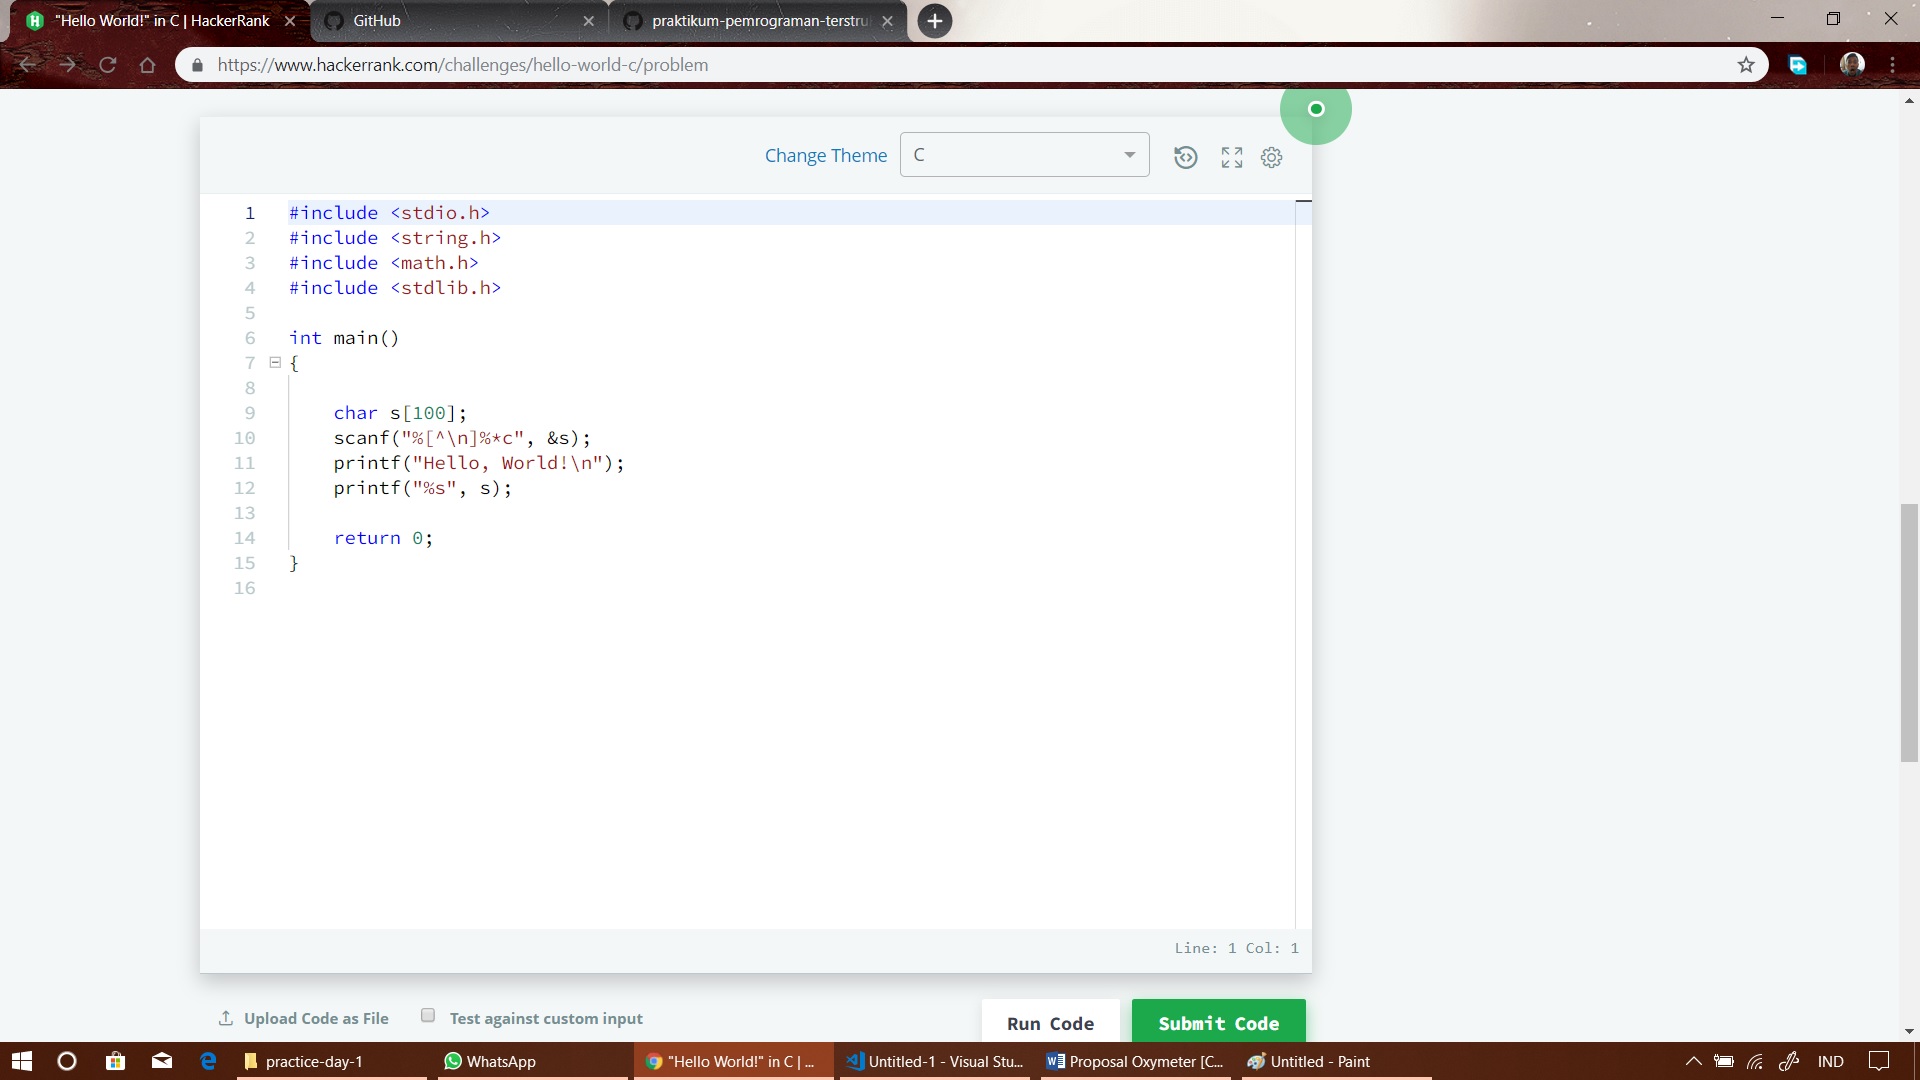 "Hello World!" in C | HackerRank
GitHub
praktikum-pemrograman-terstru
https://www.hackerrank.com/challenges/hello-world-c/problem
Change Theme
C
1 #include <stdio.h>
2 #include <string.h>
3 #include <math.h>
4 #include <stdlib.h>
5
6 int main()
7 {
8
9 char s[100];
10 scanf("%[^\n]%*c", &s);
11 printf("Hello, World!\n");
12 printf("%s", s);
13
14 return 0;
15 }
16
Line: 1 Col: 1
Upload Code as File
Test against custom input
Run Code
Submit Code
practice-day-1
WhatsApp
"Hello World!" in C | ...
Untitled-1 - Visual Stu...
Proposal Oxymeter [C...
Untitled - Paint
IND